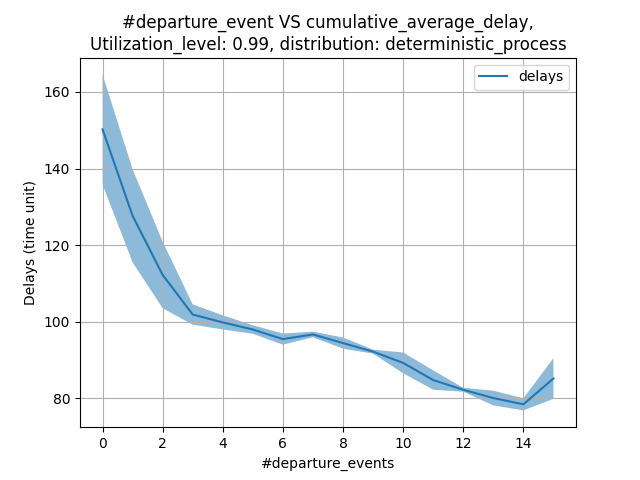 #departure_event VS cumulative_average_delay,
Utilization_level: 0.99, distribution: deterministic_process
delays
160
140
120
100
80
Delays (time unit)
0 2 4 6 8 10 12 14
#departure_events